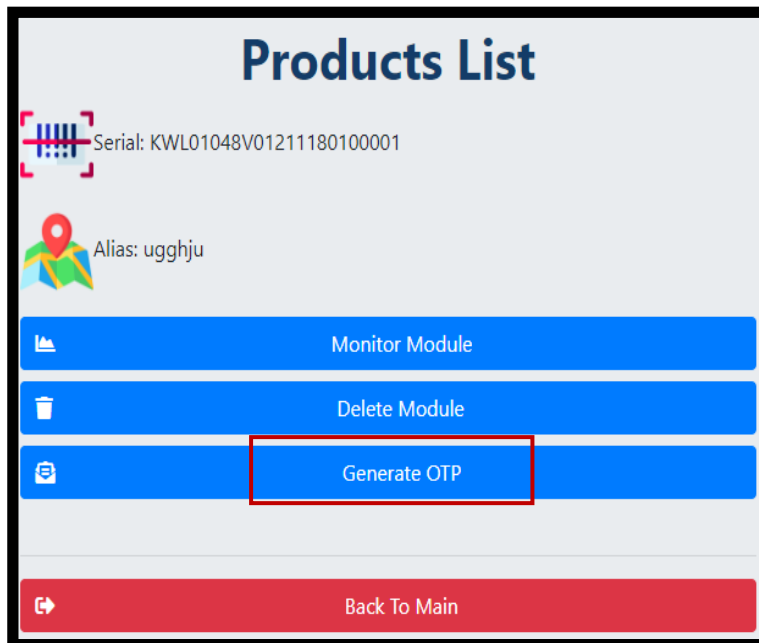 Products List
Serial: KWL01048V01211180100001
Alias: ugghju
Monitor Module
Delete Module
Generate OTP
Back To Main